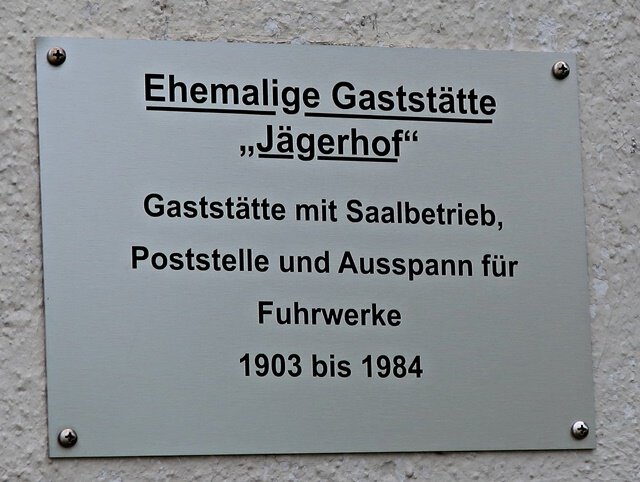 Ehemalige Gaststätte
„Jägerhof“
Gaststätte mit Saalbetrieb,
Poststelle und Ausspann für
Fuhrwerke
1903 bis 1984